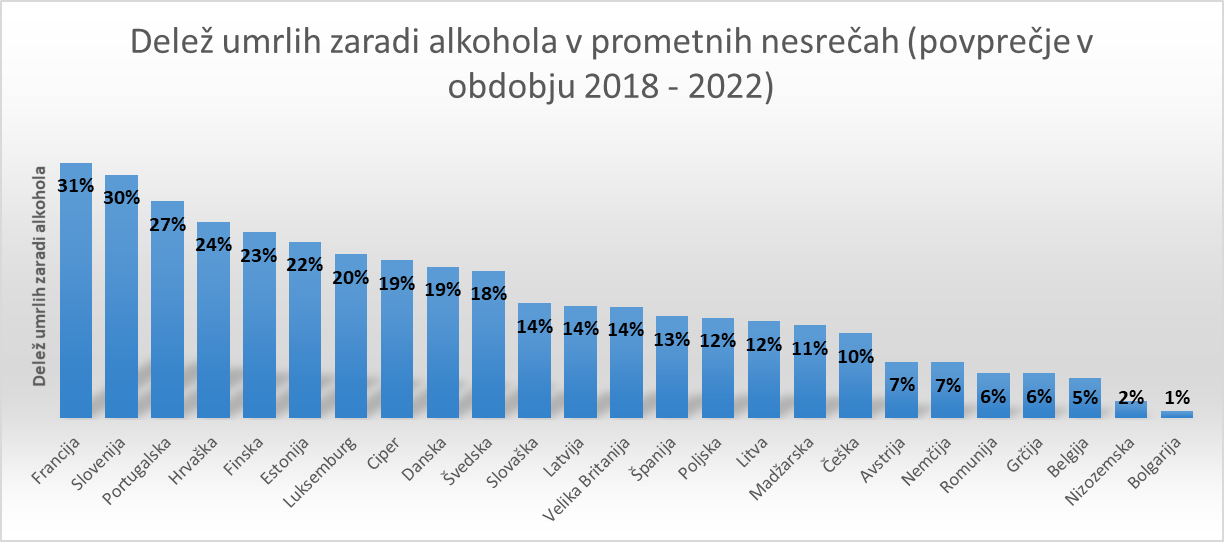 Delež umrlih zaradi alkohola v prometnih nesrečah (povprečje v
obdobju 2018 - 2022)
Delež umrlih zaradi alkohola
31%
30%
27%
24%
23%
22%
20%
19%
19%
18%
14%
14%
14%
13%
12%
12%
11%
10%
7%
7%
6%
6%
5%
2%
1%
Francija
Slovenija
Portugalska
Hrvaška
Finska
Estonija
Luksemburg
Ciper
Danska
Švedska
Slovaška
Latvija
Velika Britanija
Španija
Poljska
Litva
Madžarska
Češka
Avstrija
Nemčija
Romunija
Grčija
Belgija
Nizozemska
Bolgarija